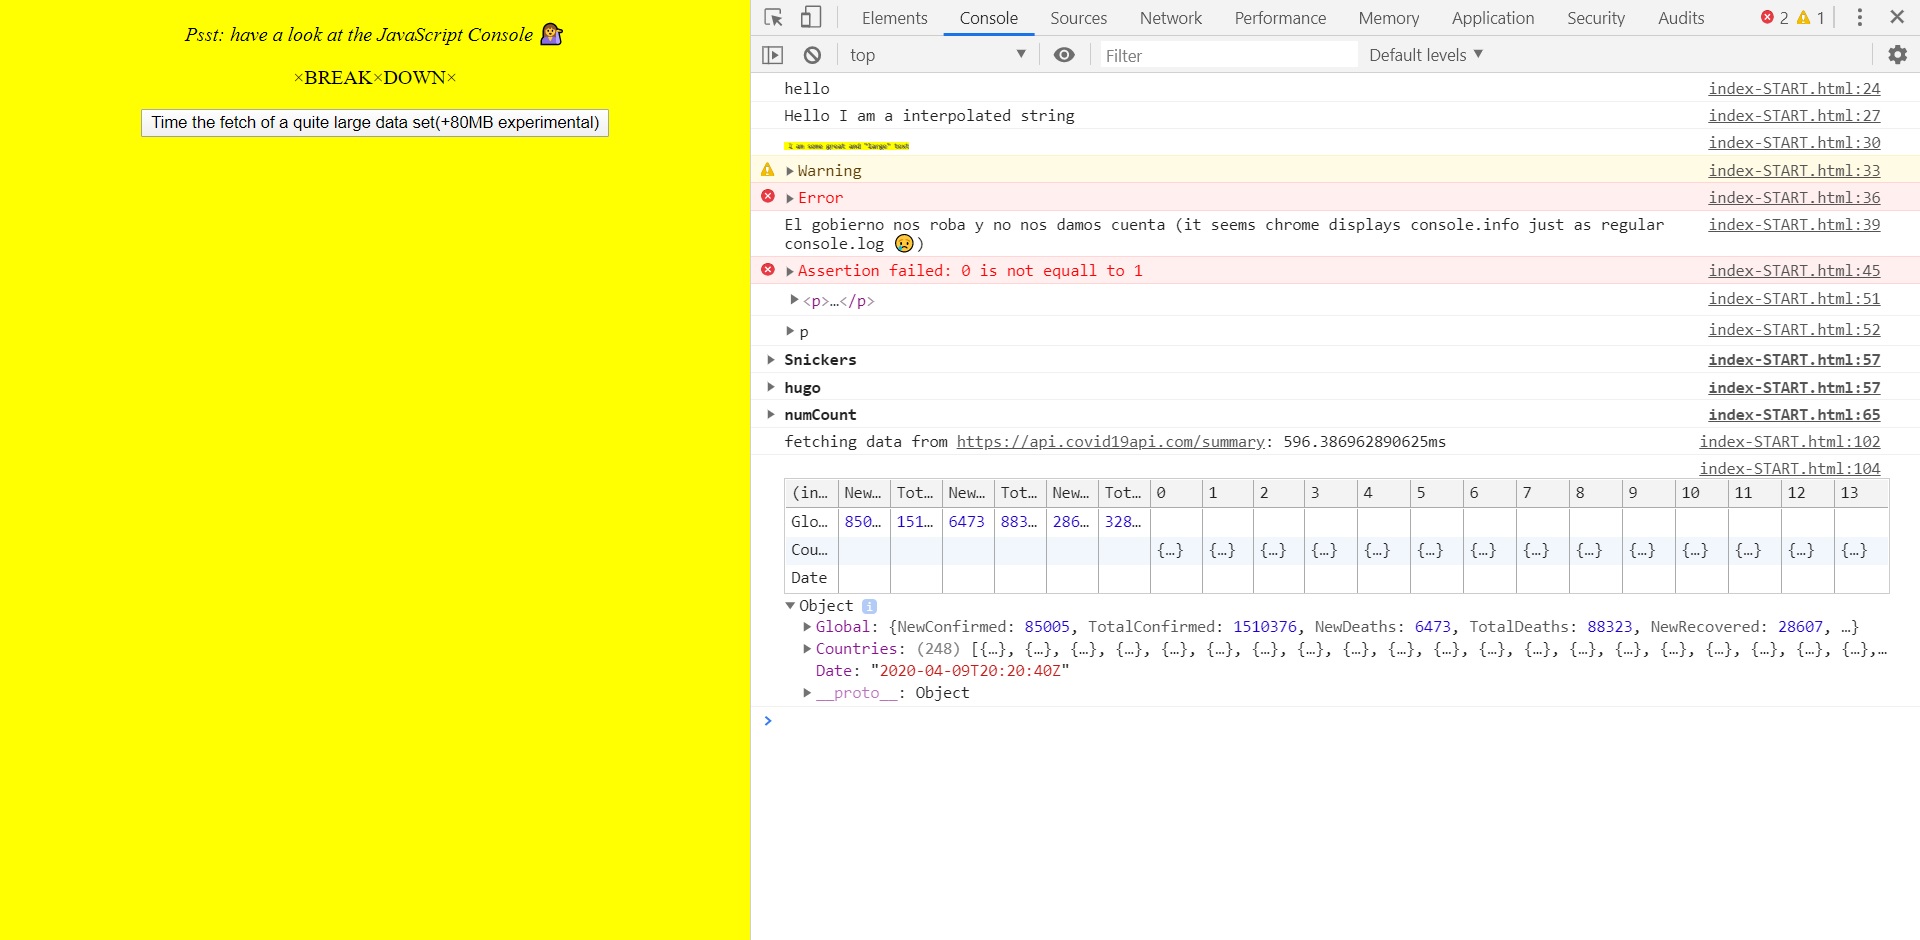 Psst: have a look at the JavaScript Console 💁
×BREAK×DOWN×
Time the fetch of a quite large data set(+80MB experimental)
Elements Console Sources Network Performance Memory Application Security Audits 2 1
top Filter Default levels
hello index-START.html:24
Hello I am a interpolated string index-START.html:27
I am some great and "large" text index-START.html:30
Warning index-START.html:33
Error index-START.html:36
El gobierno nos roba y no nos damos cuenta (it seems chrome displays console.info just as regular index-START.html:39
console.log 😥)
Assertion failed: 0 is not equall to 1 index-START.html:45
<p>…</p> index-START.html:51
p index-START.html:52
Snickers index-START.html:57
hugo index-START.html:57
numCount index-START.html:65
fetching data from https://api.covid19api.com/summary: 596.386962890625ms index-START.html:102
index-START.html:104
(in… New… Tot… New… Tot… New… Tot… 0 1 2 3 4 5 6 7 8 9 10 11 12 13
Glo… 850… 151… 6473 883… 286… 328…
Cou… {…} {…} {…} {…} {…} {…} {…} {…} {…} {…} {…} {…} {…} {…}
Date
Object i
Global: {NewConfirmed: 85005, TotalConfirmed: 1510376, NewDeaths: 6473, TotalDeaths: 88323, NewRecovered: 28607, …}
Countries: (248) [{…}, {…}, {…}, {…}, {…}, {…}, {…}, {…}, {…}, {…}, {…}, {…}, {…}, {…}, {…}, {…}, {…}, {…}, {…}, {…},…
Date: "2020-04-09T20:20:40Z"
__proto__: Object